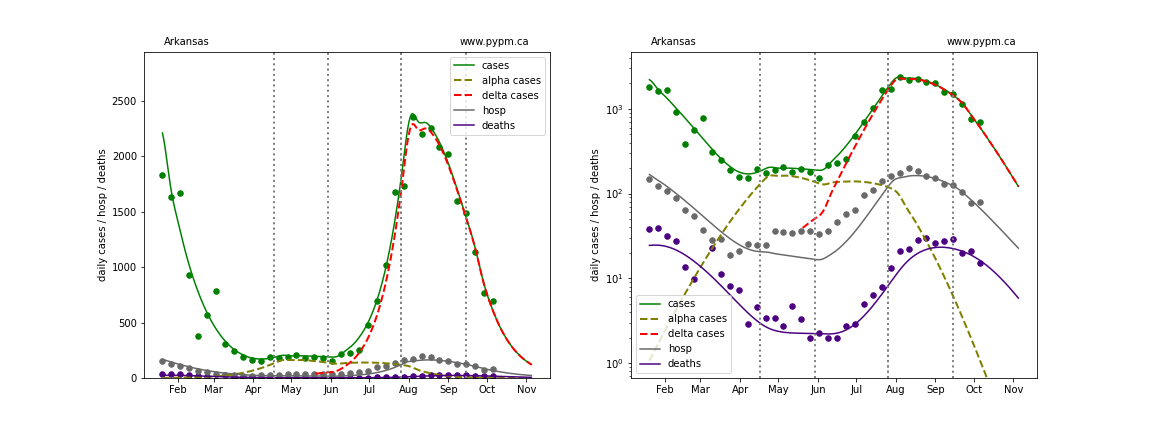 Arkansas www.pypm.ca
daily cases / hosp / deaths
2500
2000
1500
1000
500
0
Feb Mar Apr May Jun Jul Aug Sep Oct Nov
cases
alpha cases
delta cases
hosp
deaths
Arkansas www.pypm.ca
daily cases / hosp / deaths
10³
10²
10¹
10⁰
Feb Mar Apr May Jun Jul Aug Sep Oct Nov
cases
alpha cases
delta cases
hosp
deaths